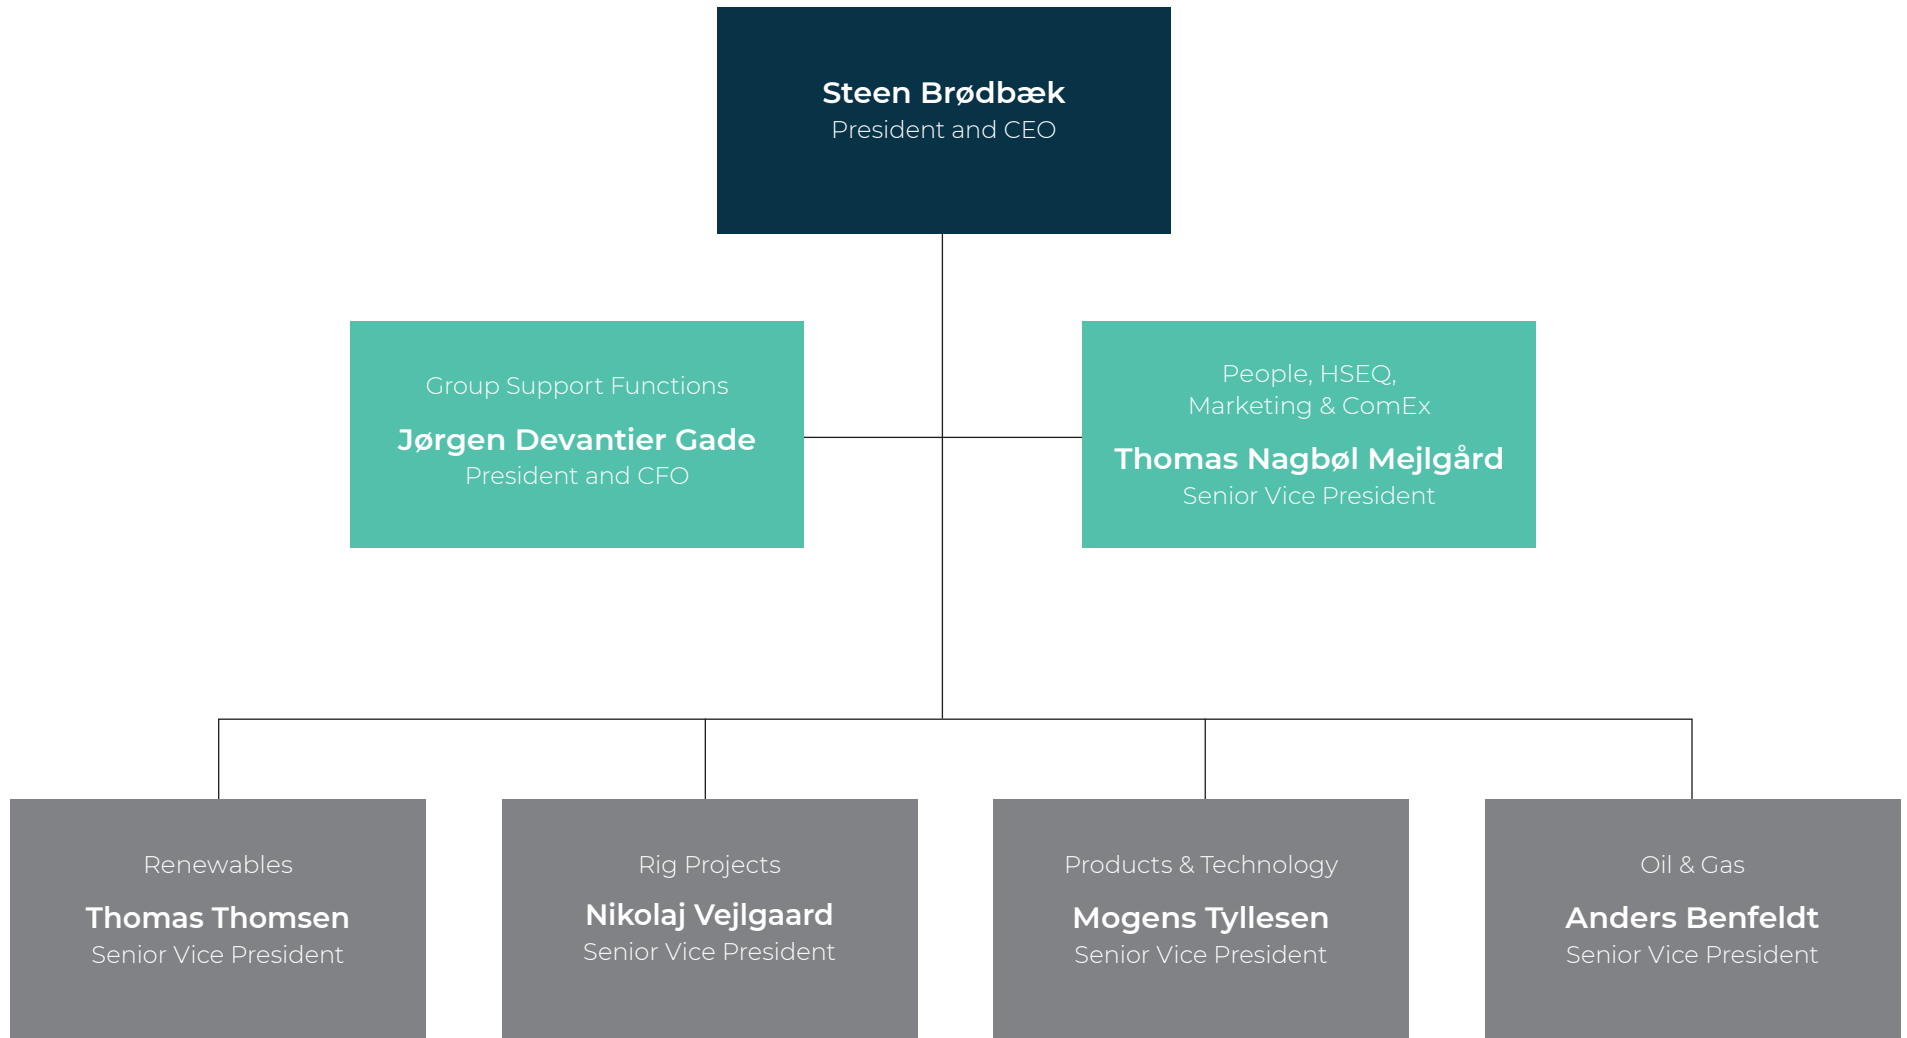 Steen Brødbæk
President and CEO
Group Support Functions
Jørgen Devantier Gade
President and CFO
People, HSEQ,
Marketing & ComEx
Thomas Nagbøl Mejlgård
Senior Vice President
Renewables
Thomas Thomsen
Senior Vice President
Rig Projects
Nikolaj Vejlgaard
Senior Vice President
Products & Technology
Mogens Tyllesen
Senior Vice President
Oil & Gas
Anders Benfeldt
Senior Vice President